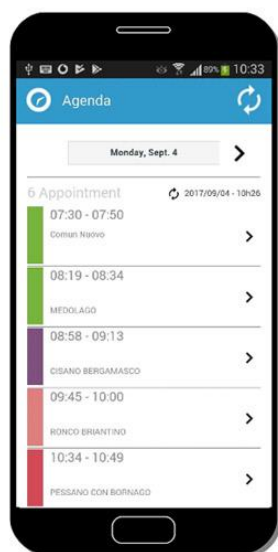 89% 10:33
Agenda
Monday, Sept. 4
6 Appointment 2017/09/04 - 10h26
07:30 - 07:50
Comun Nuovo
08:19 - 08:34
MEDOLAGO
08:58 - 09:13
CISANO BERGAMASCO
09:45 - 10:00
RONCO BRIANTINO
10:34 - 10:49
PESSANO CON BORNAGO